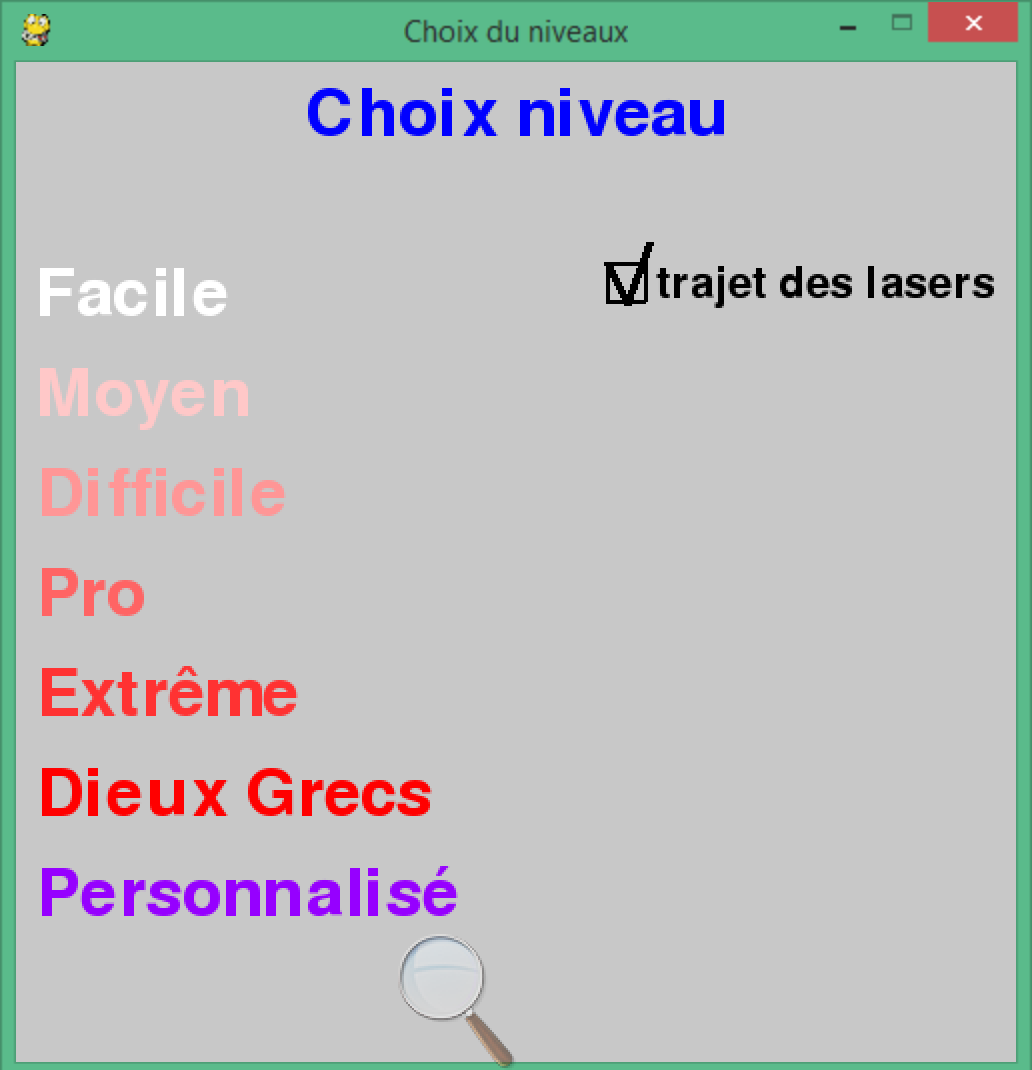 Choix du niveaux
Choix niveau
Facile
trajet des lasers
Moyen
Difficile
Pro
Extrême
Dieux Grecs
Personnalisé